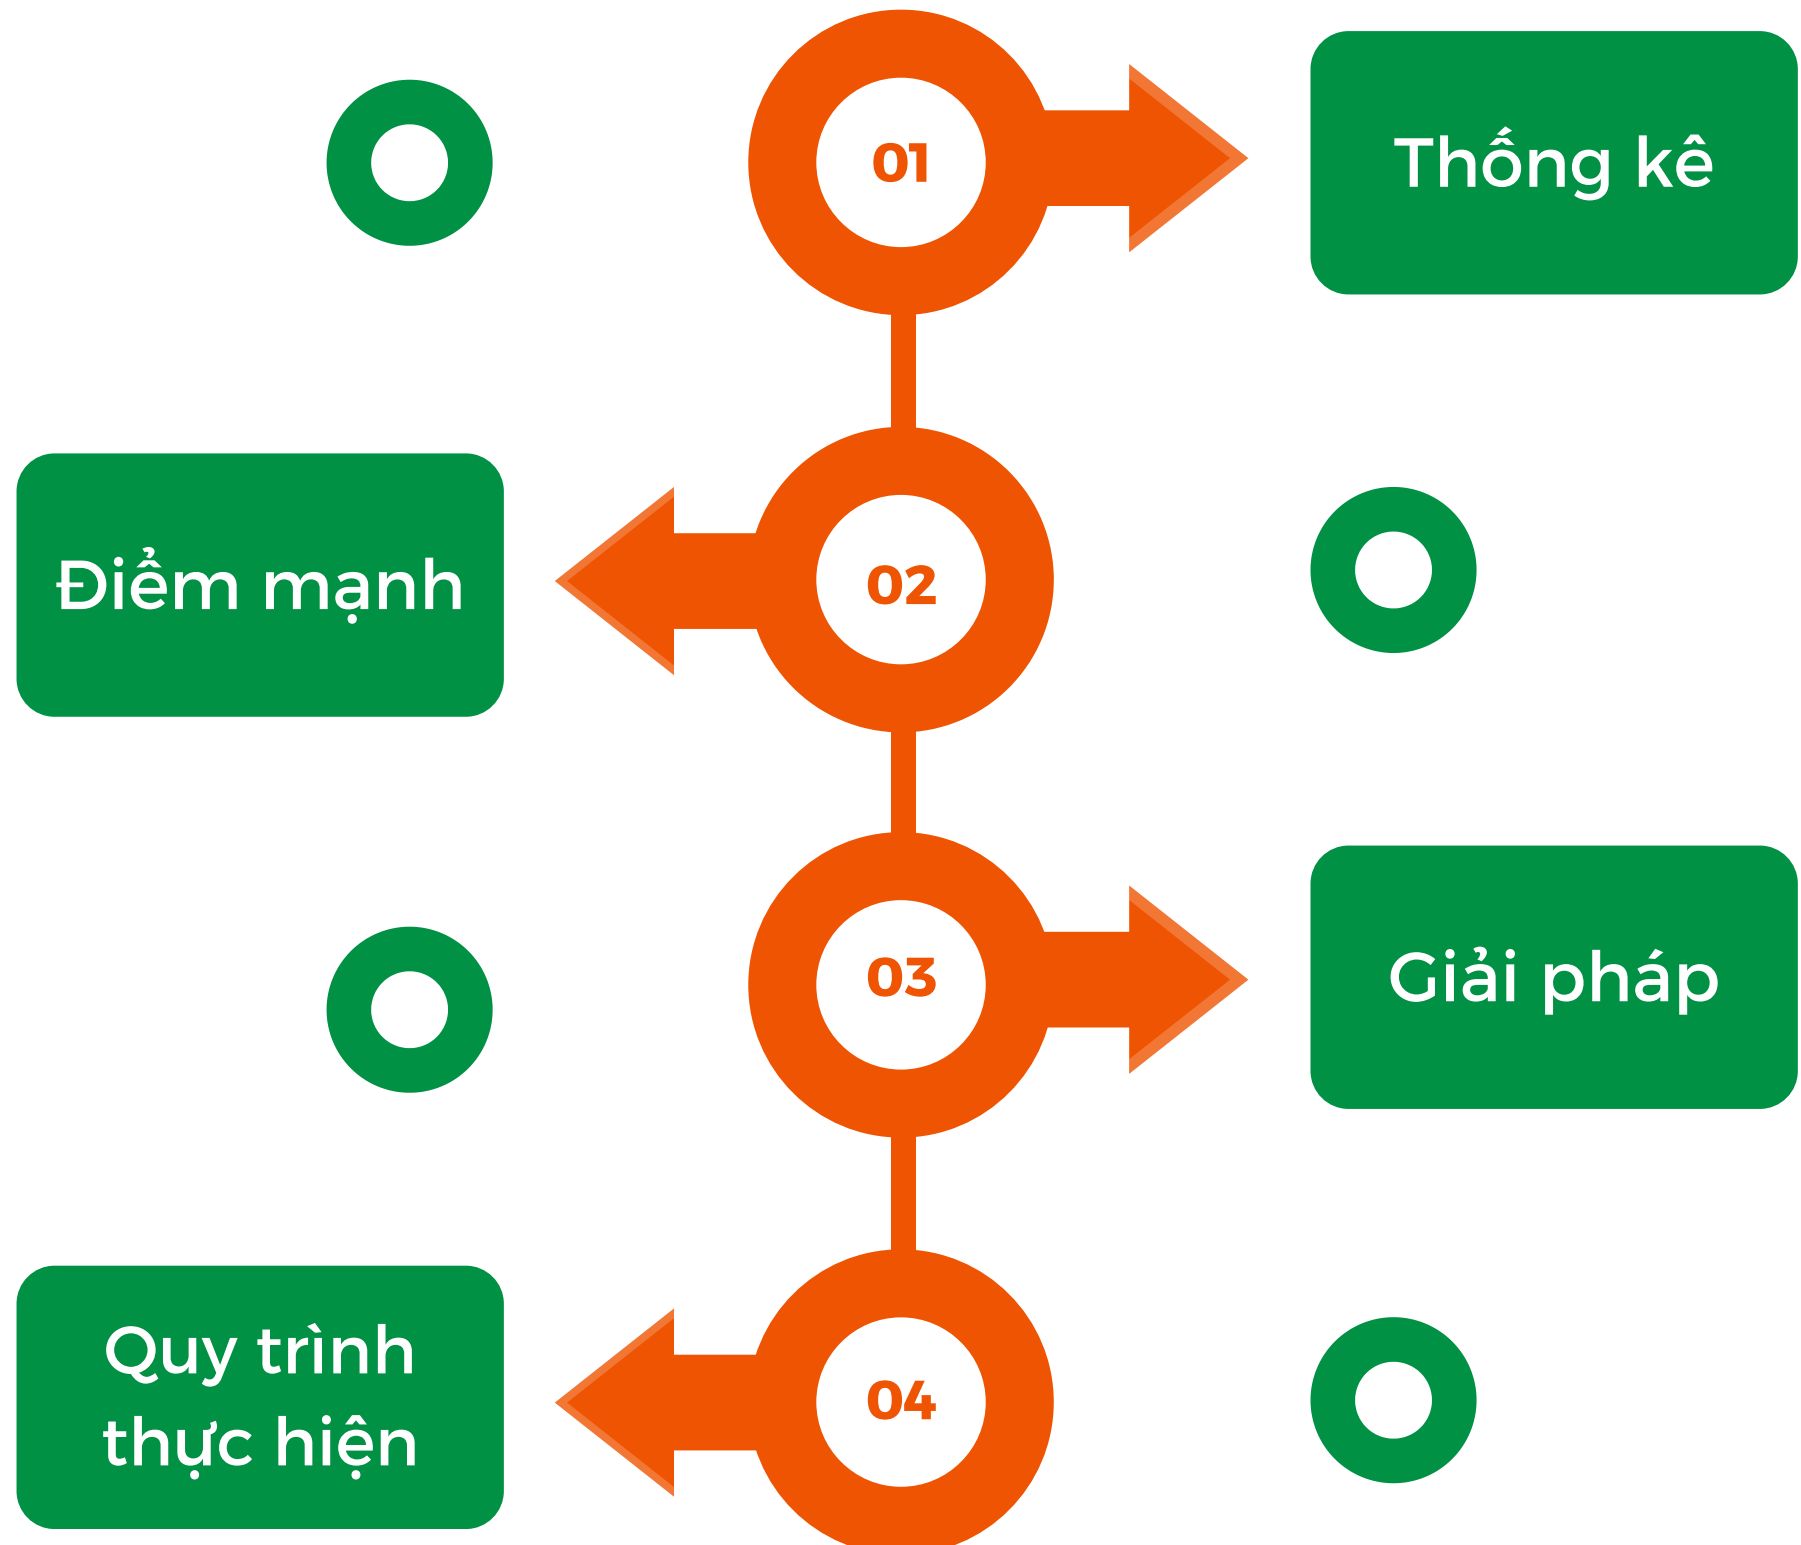 01
Thống kê
02
Điểm mạnh
03
Giải pháp
04
Quy trình
thực hiện